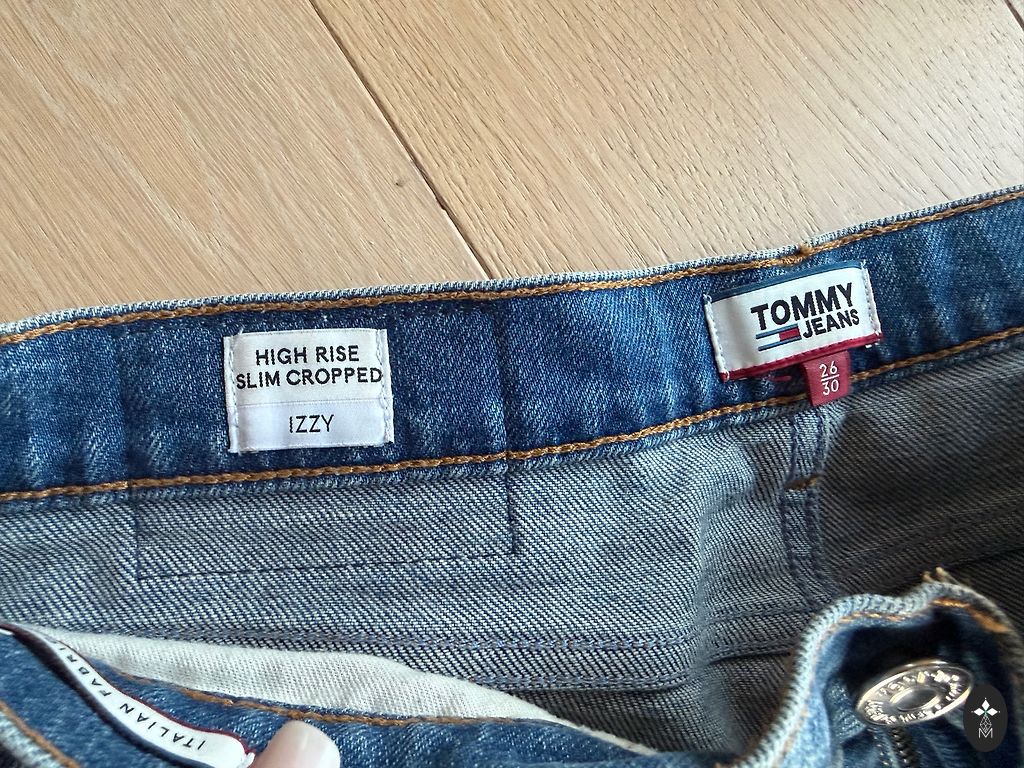 HIGH RISE
SLIM CROPPED
IZZY
TOMMY
JEANS
26
30
ITALIAN FABRI
M